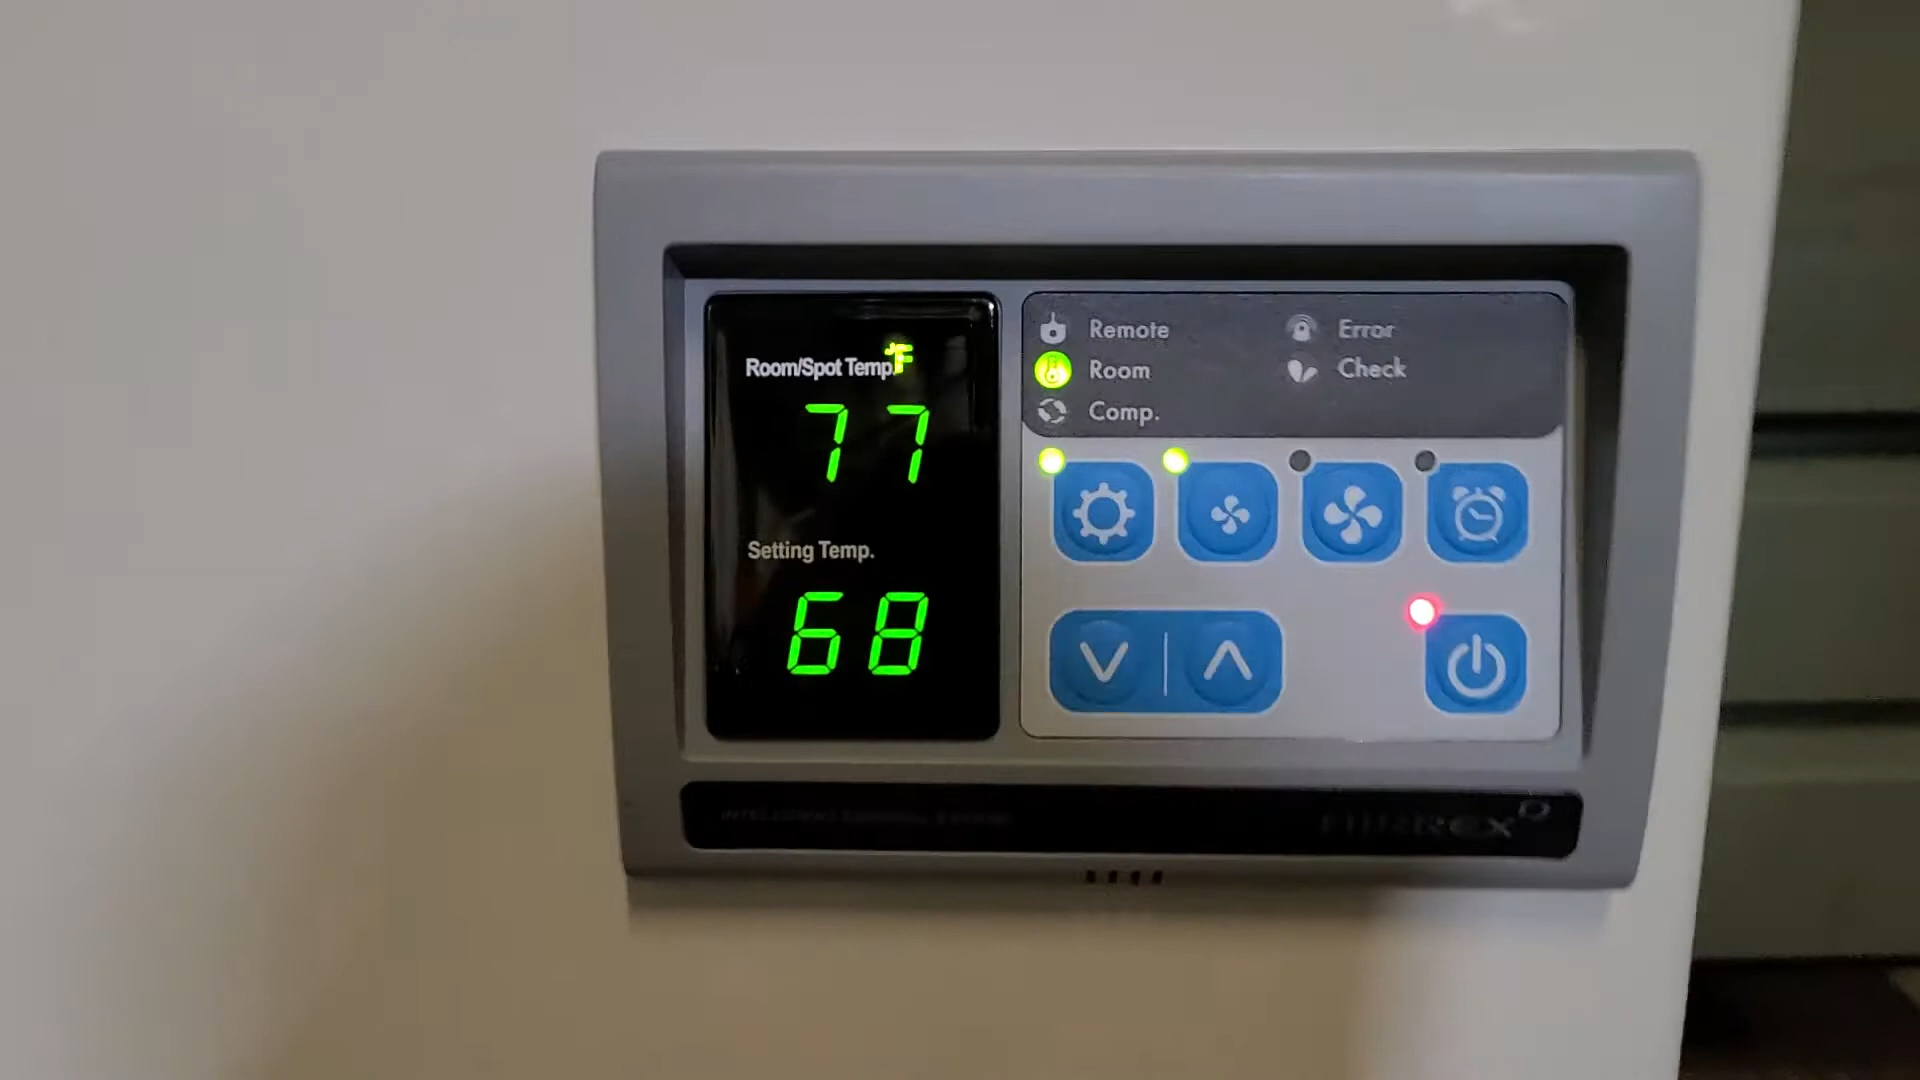 Room/Spot Temp. °F
77
Setting Temp.
68
Remote
Error
Room
Check
Comp.